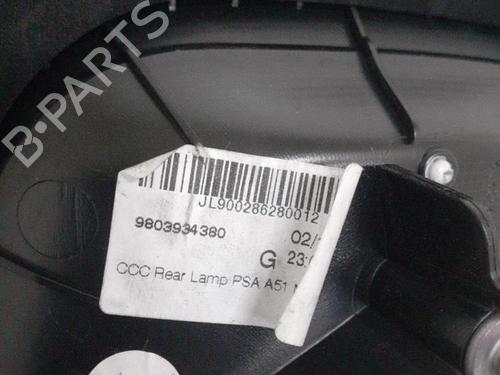 B-PARTS
JL900286280012
9803934380
02/
G 23:
CCC Rear Lamp PSA A51